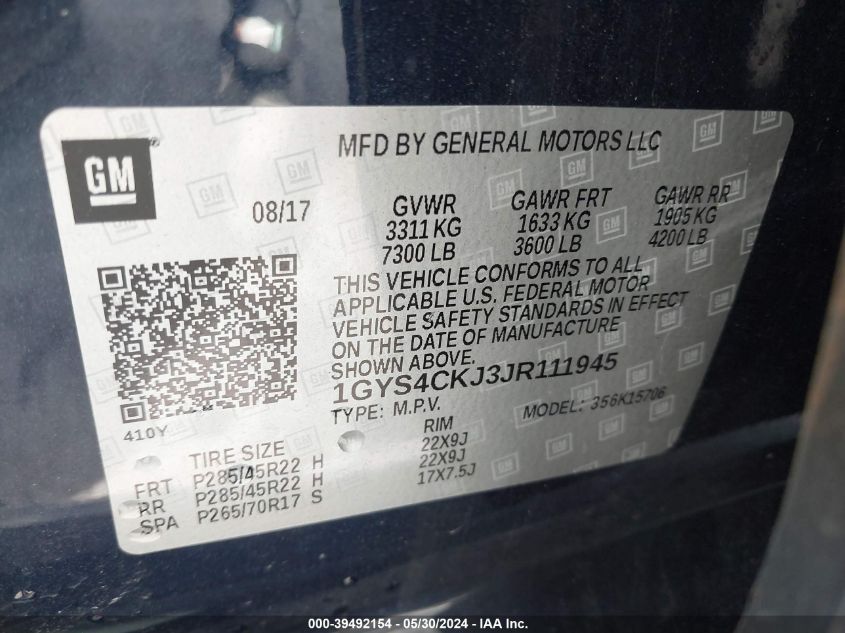 GM
MFD BY GENERAL MOTORS LLC
08/17
GVWR GAWR FRT GAWR RR
3311 KG 1633 KG 1905 KG
7300 LB 3600 LB 4200 LB
THIS VEHICLE CONFORMS TO ALL
APPLICABLE U.S. FEDERAL MOTOR
VEHICLE SAFETY STANDARDS IN EFFECT
ON THE DATE OF MANUFACTURE
SHOWN ABOVE.
1GYS4CKJ3JR111945
TYPE: M.P.V. MODEL: 356K15706
410Y
TIRE SIZE RIM
FRT P285/45R22 H 22X9J
RR P285/45R22 H 22X9J
SPA P265/70R17 S 17X7.5J
000-39492154 - 05/30/2024 - IAA Inc.